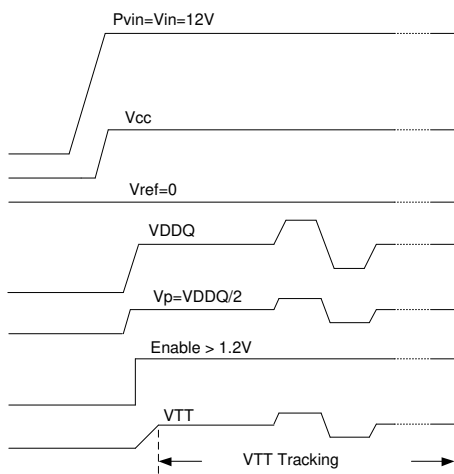 Pvin=Vin=12V
Vcc
Vref=0
VDDQ
Vp=VDDQ/2
Enable > 1.2V
VTT
VTT Tracking